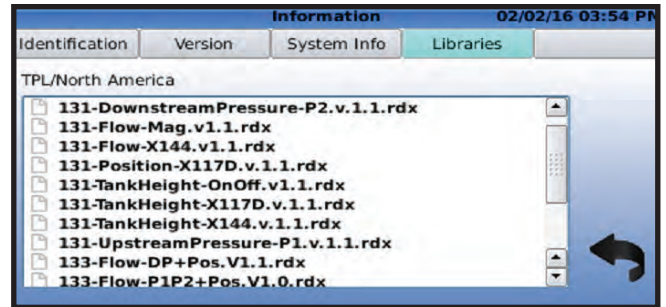 Information 02/02/16 03:54 PM
Identification Version System Info Libraries
TPL/North America
131-DownstreamPressure-P2.v.1.1.rdx
131-Flow-Mag.v1.1.rdx
131-Flow-X144.v1.1.rdx
131-Position-X117D.v.1.1.rdx
131-TankHeight-OnOff.v1.1.rdx
131-TankHeight-X117D.v1.1.rdx
131-TankHeight-X144.v.1.1.rdx
131-UpstreamPressure-P1.v.1.1.rdx
133-Flow-DP+Pos.V1.1.rdx
133-Flow-P1P2+Pos.V1.0.rdx